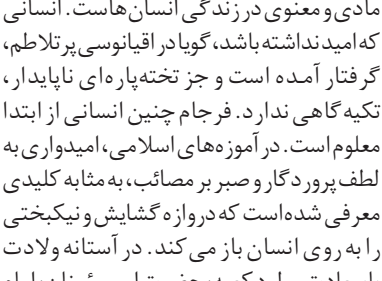 مادی و معنوی در زندگی انسان‌هاست. انسانی
که امید نداشته باشد، گویا در اقیانوسی پرتلاطم،
گرفتار آمده است و جز تخته‌پاره‌ای ناپایدار،
تکیه‌گاهی ندارد. فرجام چنین انسانی از ابتدا
معلوم است. در آموزه‌های اسلامی، امیدواری به
لطف پروردگار و صبر بر مصائب، به مثابه کلیدی
معرفی شده است که دروازه گشایش و نیکبختی
را به روی انسان باز می‌کند. در آستانه ولادت